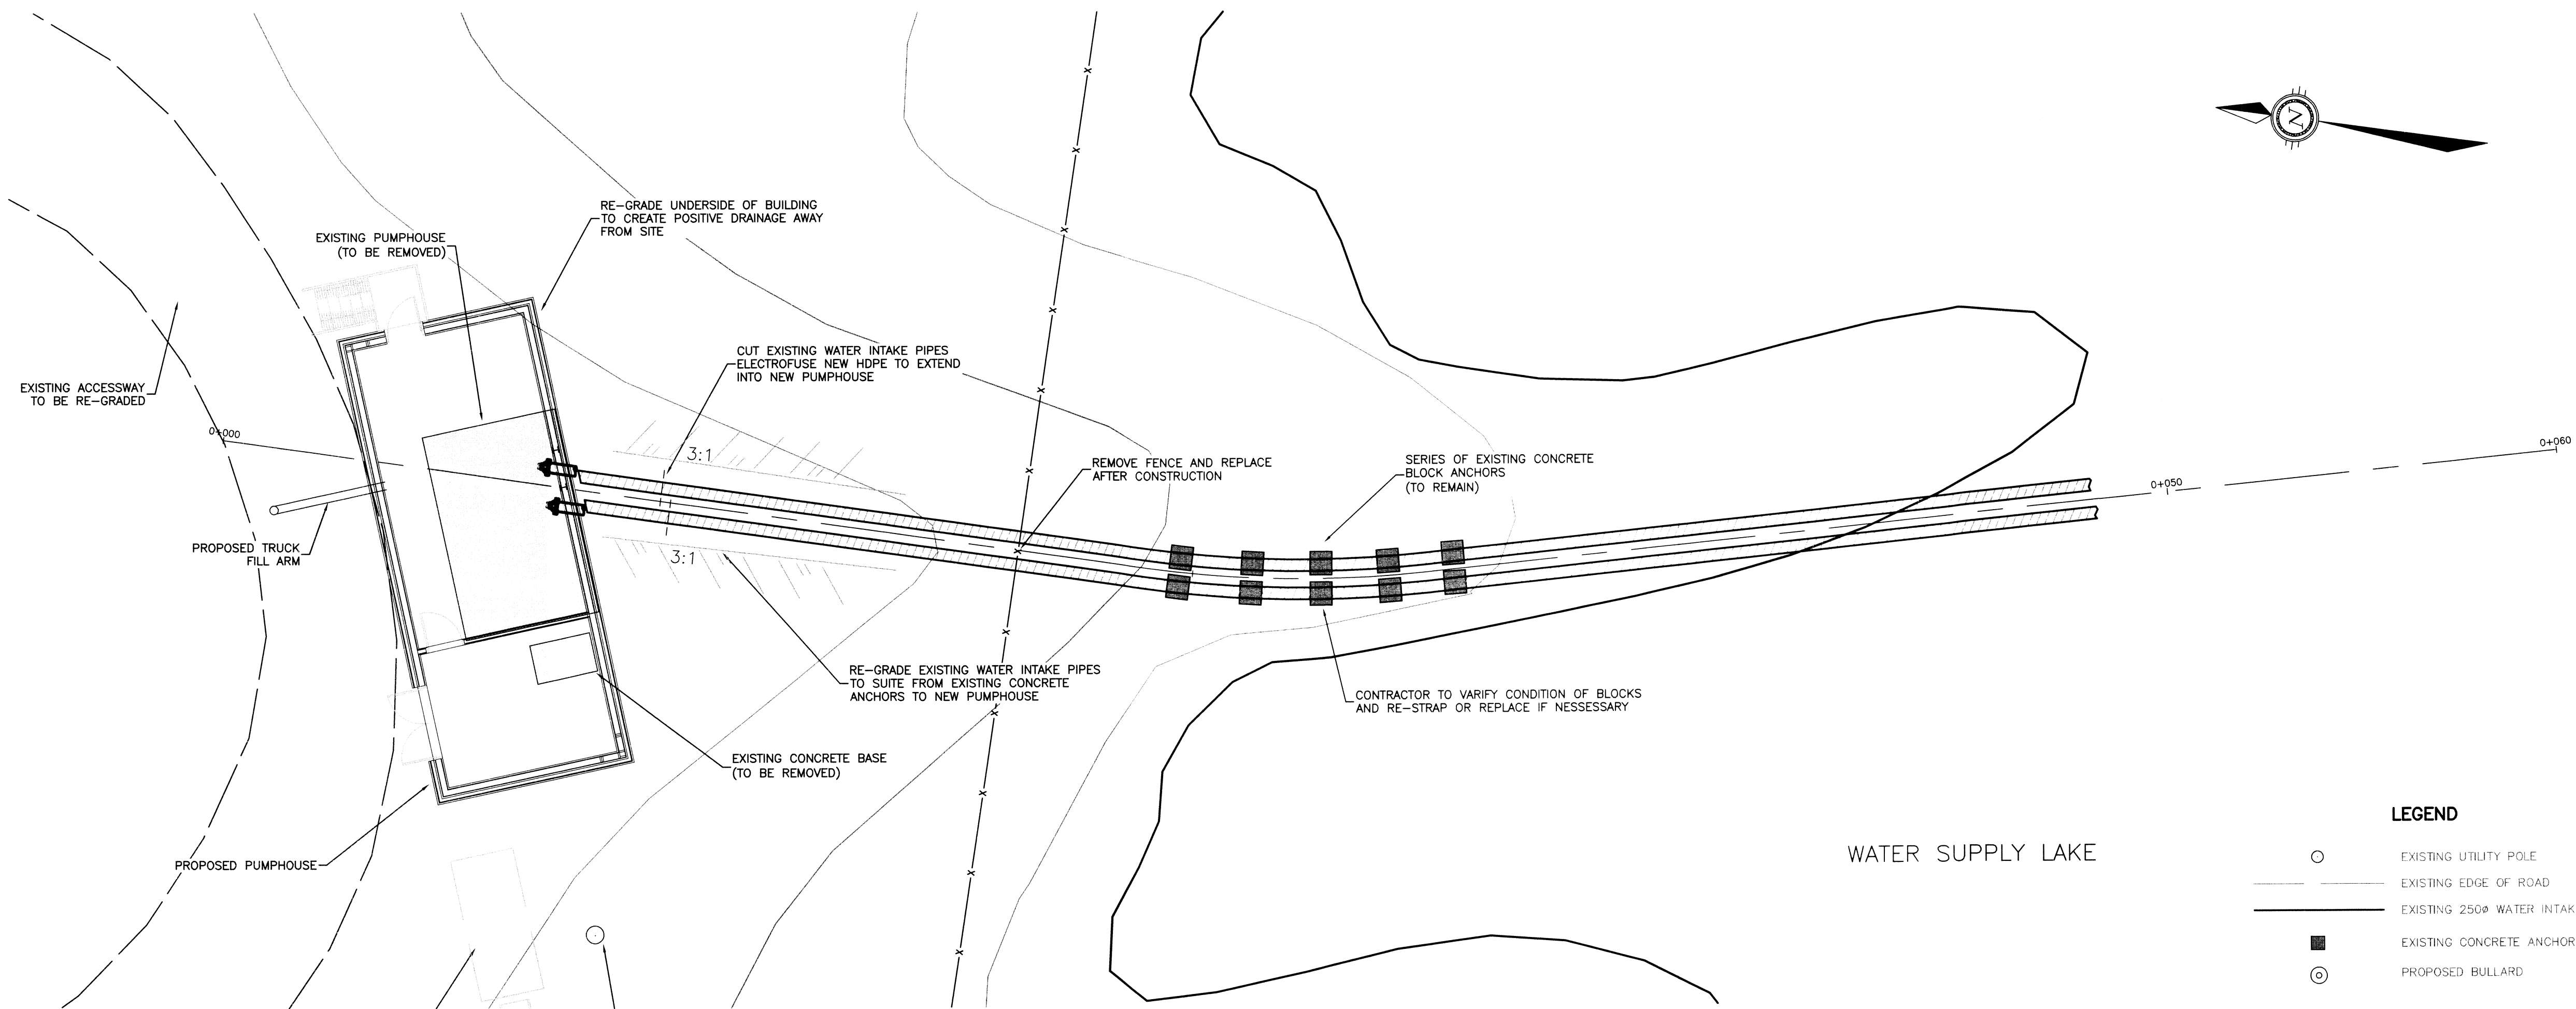 N
RE-GRADE UNDERSIDE OF BUILDING
TO CREATE POSITIVE DRAINAGE AWAY
FROM SITE
EXISTING PUMPHOUSE
(TO BE REMOVED)
CUT EXISTING WATER INTAKE PIPES
ELECTROFUSE NEW HDPE TO EXTEND
INTO NEW PUMPHOUSE
EXISTING ACCESSWAY
TO BE RE-GRADED
0+000
3:1
REMOVE FENCE AND REPLACE
AFTER CONSTRUCTION
SERIES OF EXISTING CONCRETE
BLOCK ANCHORS
(TO REMAIN)
0+050
0+060
PROPOSED TRUCK
FILL ARM
3:1
RE-GRADE EXISTING WATER INTAKE PIPES
TO SUITE FROM EXISTING CONCRETE
ANCHORS TO NEW PUMPHOUSE
CONTRACTOR TO VARIFY CONDITION OF BLOCKS
AND RE-STRAP OR REPLACE IF NESSESSARY
EXISTING CONCRETE BASE
(TO BE REMOVED)
PROPOSED PUMPHOUSE
WATER SUPPLY LAKE
LEGEND
EXISTING UTILITY POLE
EXISTING EDGE OF ROAD
EXISTING 250ø WATER INTAK
EXISTING CONCRETE ANCHOR
PROPOSED BULLARD